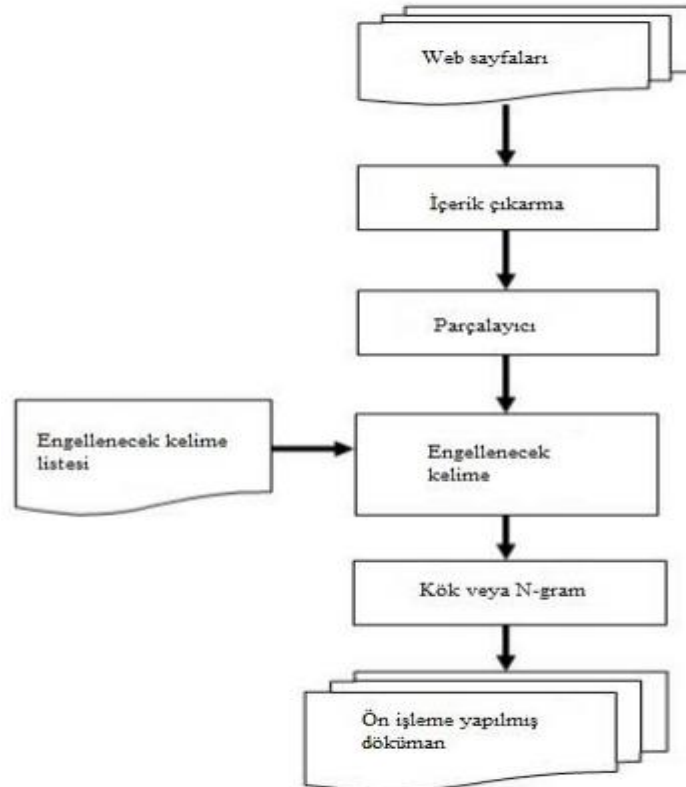 Web sayfaları
İçerik çıkarma
Parçalayıcı
Engellenecek kelime
listesi
Engellenecek
kelime
Kök veya N-gram
Ön işleme yapılmış
döküman